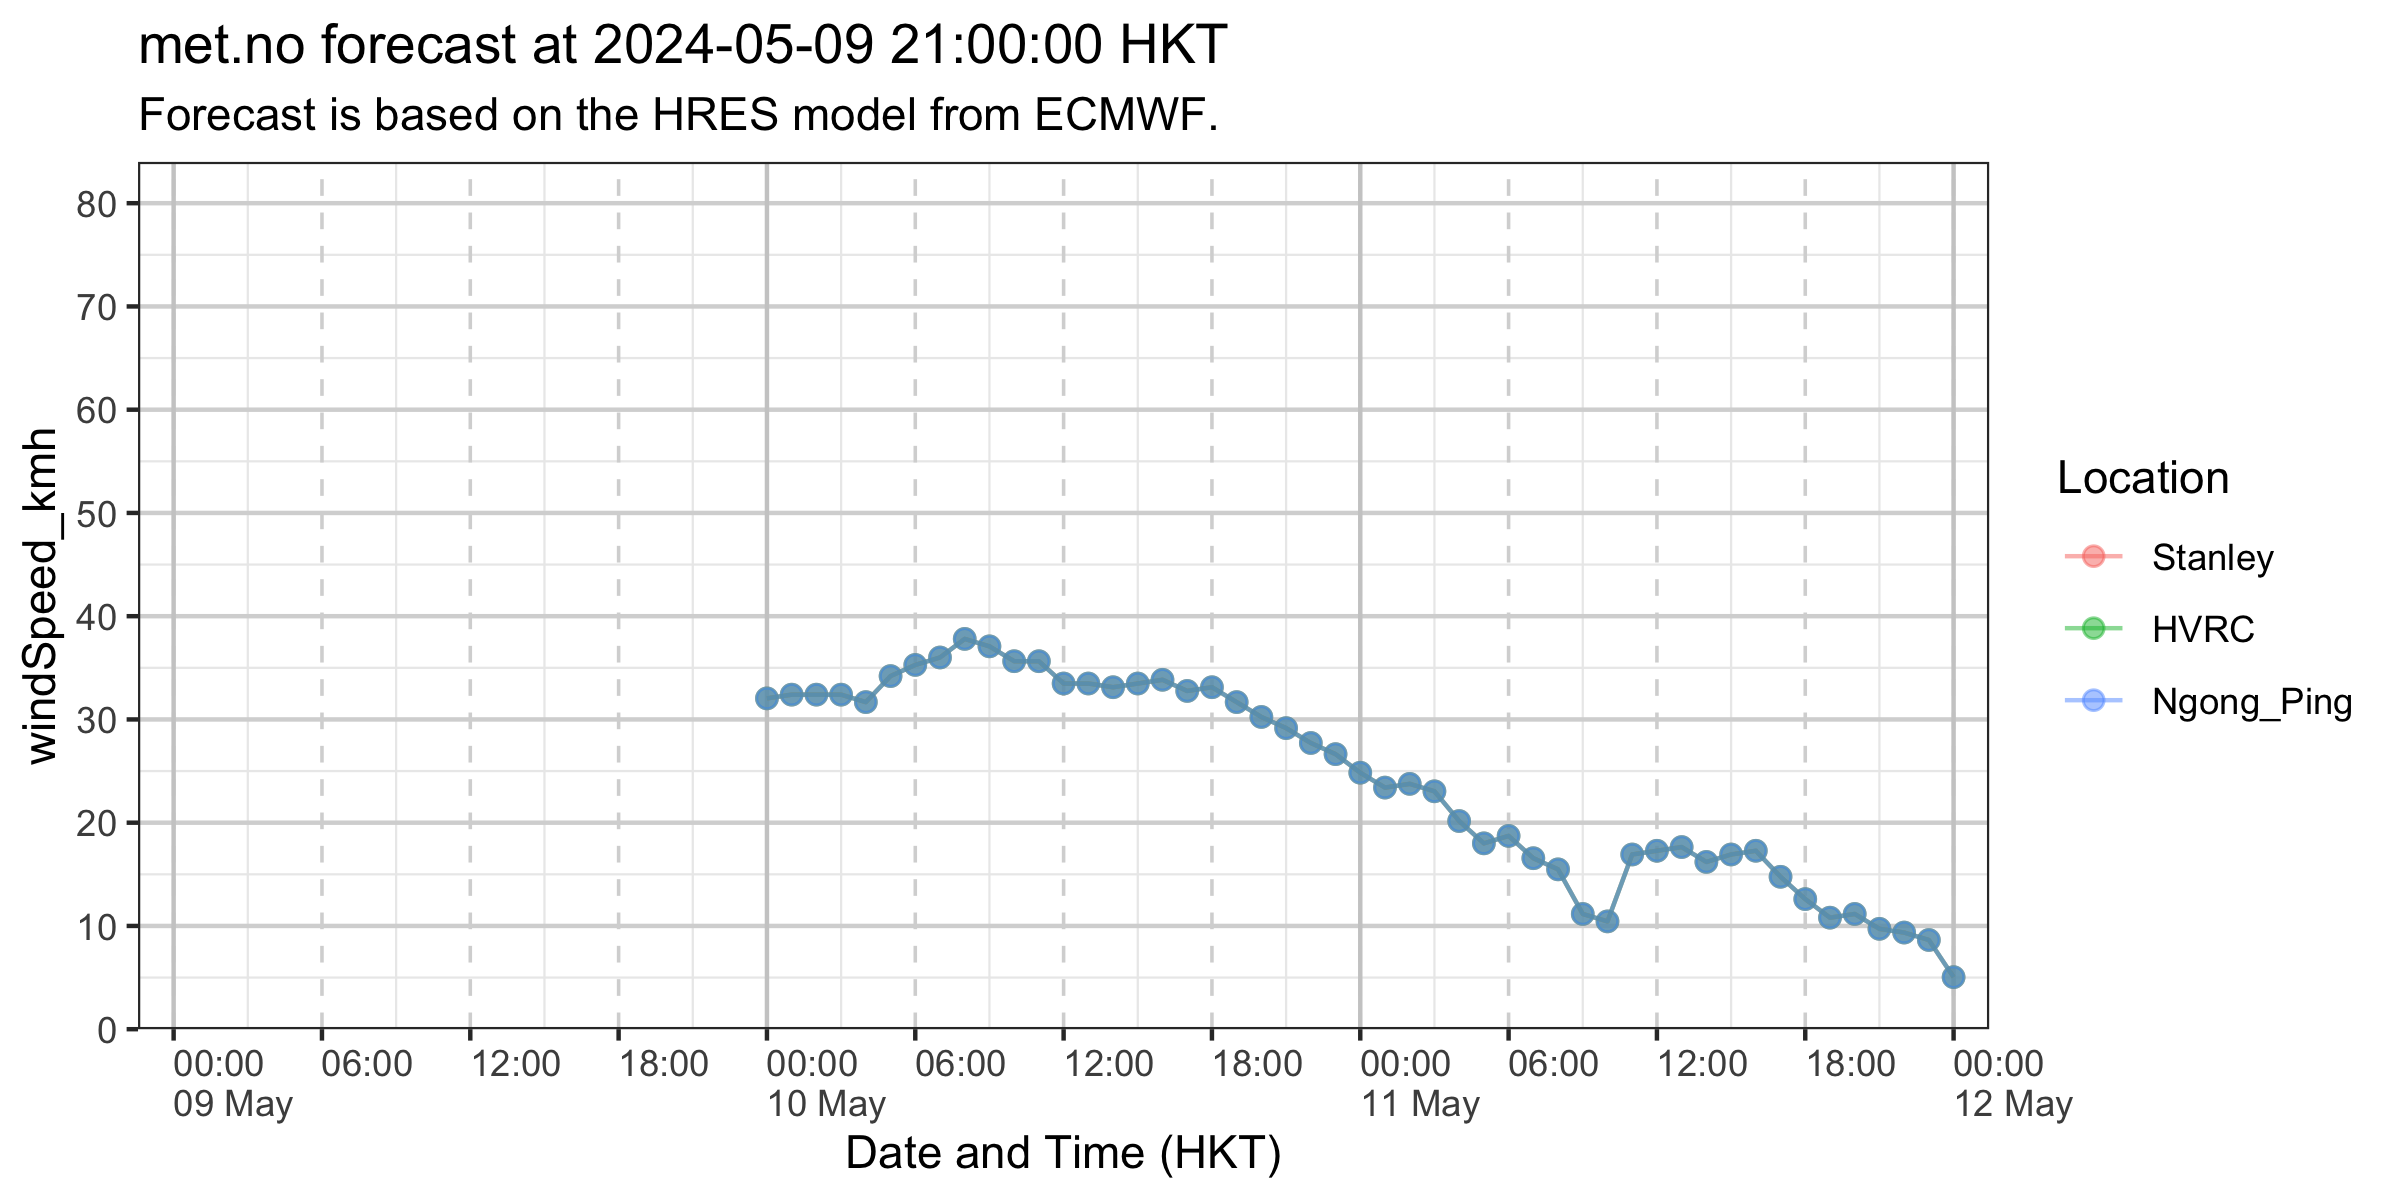 met.no forecast at 2024-05-09 21:00:00 HKT
Forecast is based on the HRES model from ECMWF.
windSpeed_kmh
80
70
60
50
40
30
20
10
0
00:00 06:00 12:00 18:00 00:00 06:00 12:00 18:00 00:00 06:00 12:00 18:00 00:00
09 May 10 May 11 May 12 May
Date and Time (HKT)
Location
Stanley
HVRC
Ngong_Ping